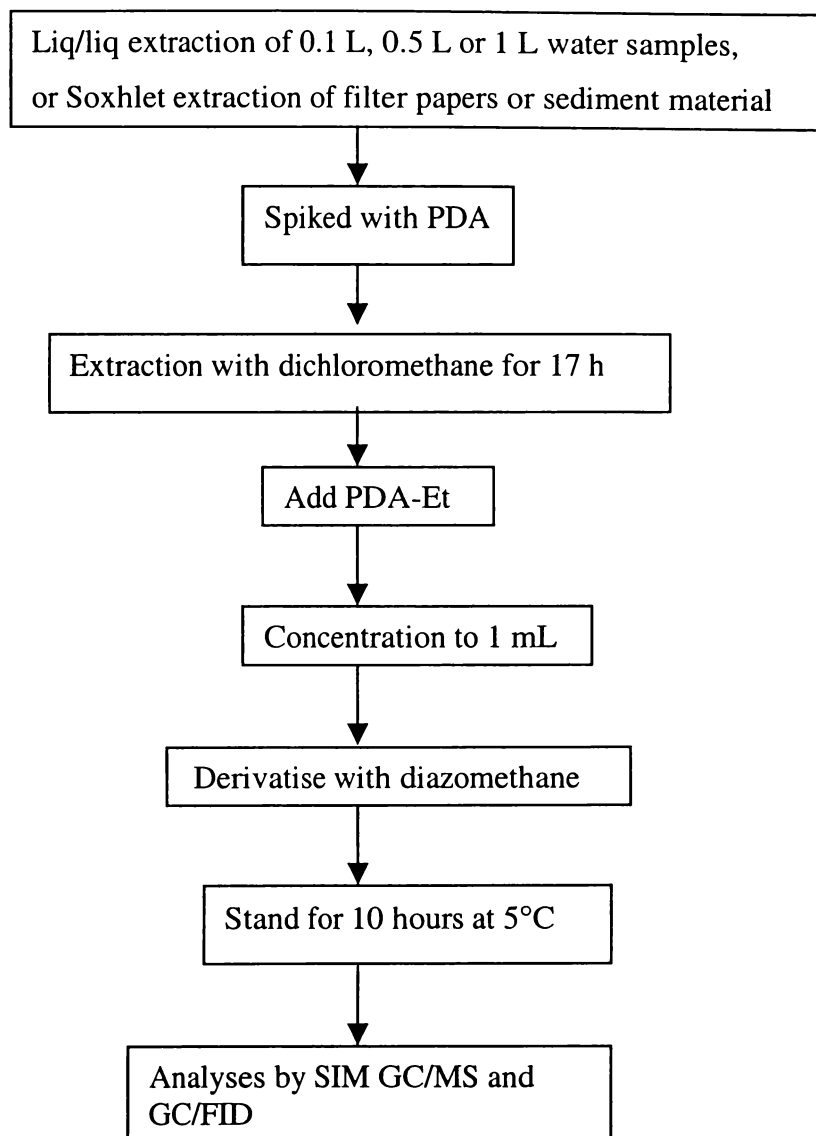 Liq/liq extraction of 0.1 L, 0.5 L or 1 L water samples,
or Soxhlet extraction of filter papers or sediment material
Spiked with PDA
Extraction with dichloromethane for 17 h
Add PDA-Et
Concentration to 1 mL
Derivatise with diazomethane
Stand for 10 hours at 5°C
Analyses by SIM GC/MS and
GC/FID